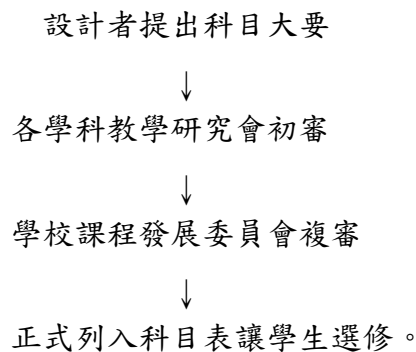 設計者提出科目大要
↓
各學科教學研究會初審
↓
學校課程發展委員會複審
↓
正式列入科目表讓學生選修。